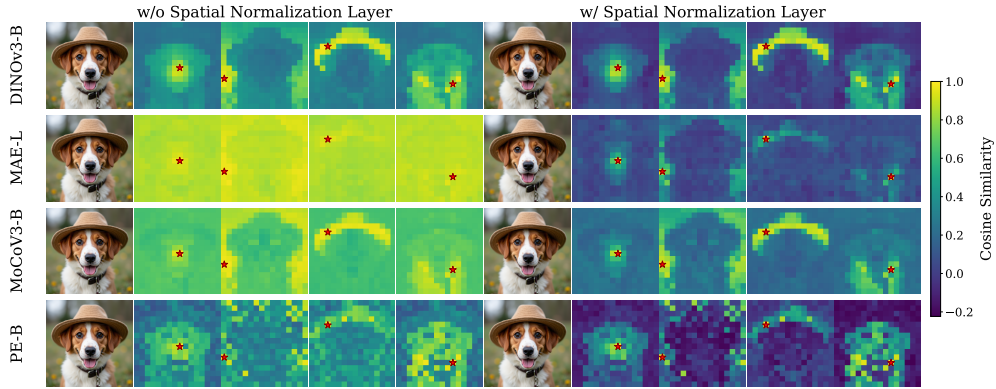 w/o Spatial Normalization Layer
w/ Spatial Normalization Layer
DINOv3-B
MAE-L
MoCoV3-B
PE-B
1.0
0.8
0.6
0.4
0.2
0.0
−0.2
Cosine Similarity